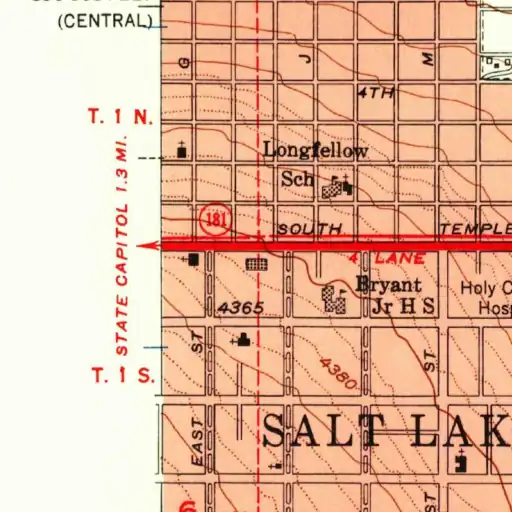 (CENTRAL)
G
J
M
4TH
T. 1 N.
Longfellow
Sch
STATE CAPITOL 1.3 MI.
181
SOUTH TEMPLE
4 LANE
Bryant
Jr H S
Holy C
Hosp
4365
ST
ST
4380
T. 1 S.
SALT LAK
EAST
ST
6